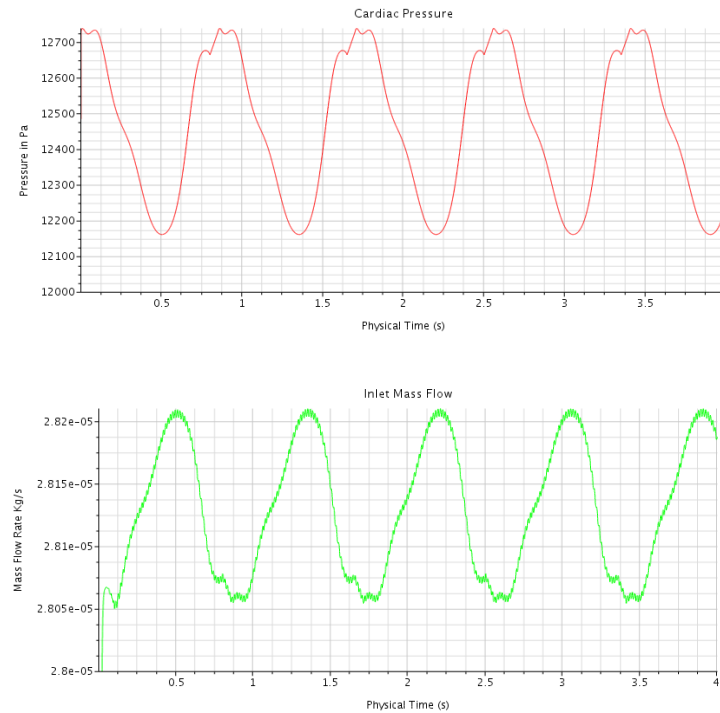 Cardiac Pressure
12700
12600
12500
12400
12300
12200
12100
12000
Pressure in Pa
0.5 1 1.5 2 2.5 3 3.5
Physical Time (s)
Inlet Mass Flow
2.82e-05
2.815e-05
2.81e-05
2.805e-05
2.8e-05
Mass Flow Rate Kg/s
0.5 1 1.5 2 2.5 3 3.5 4
Physical Time (s)